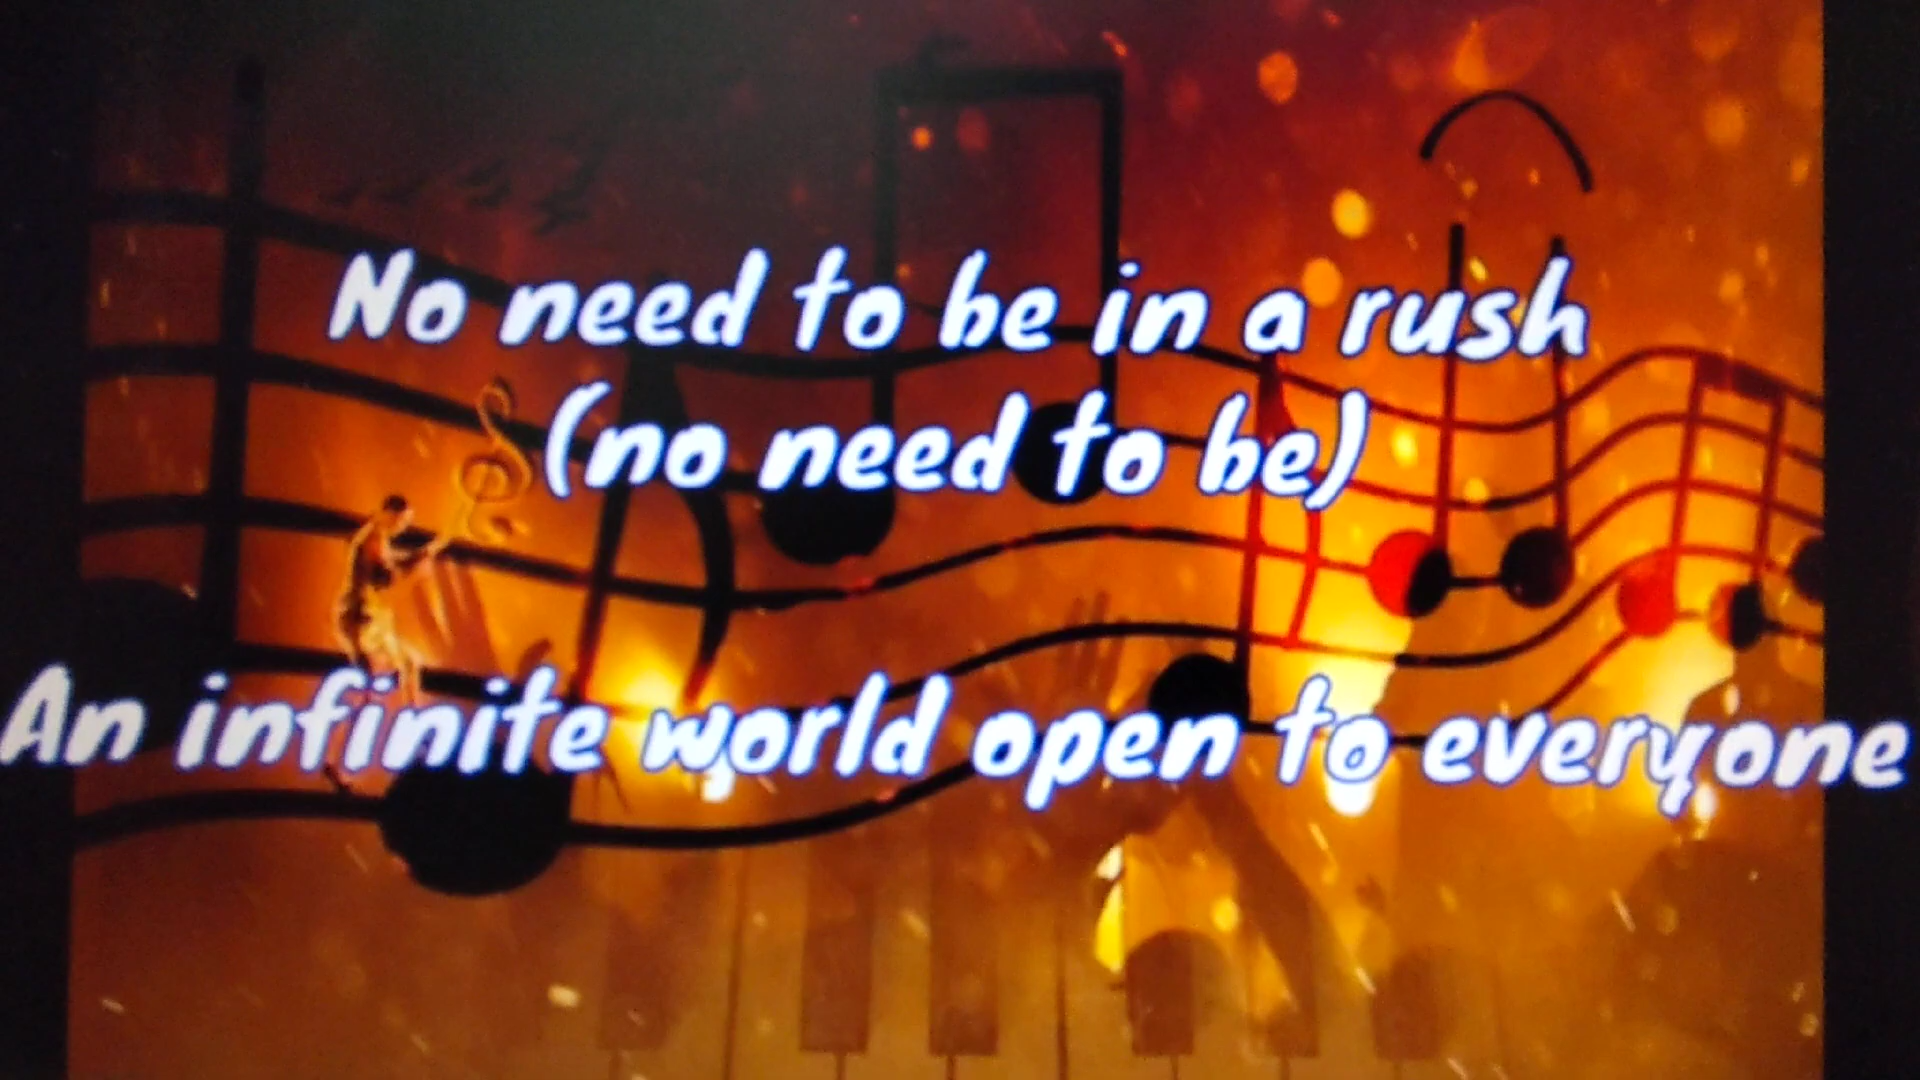 No need to be in a rush
(no need to be)
An infinite world open to everyone